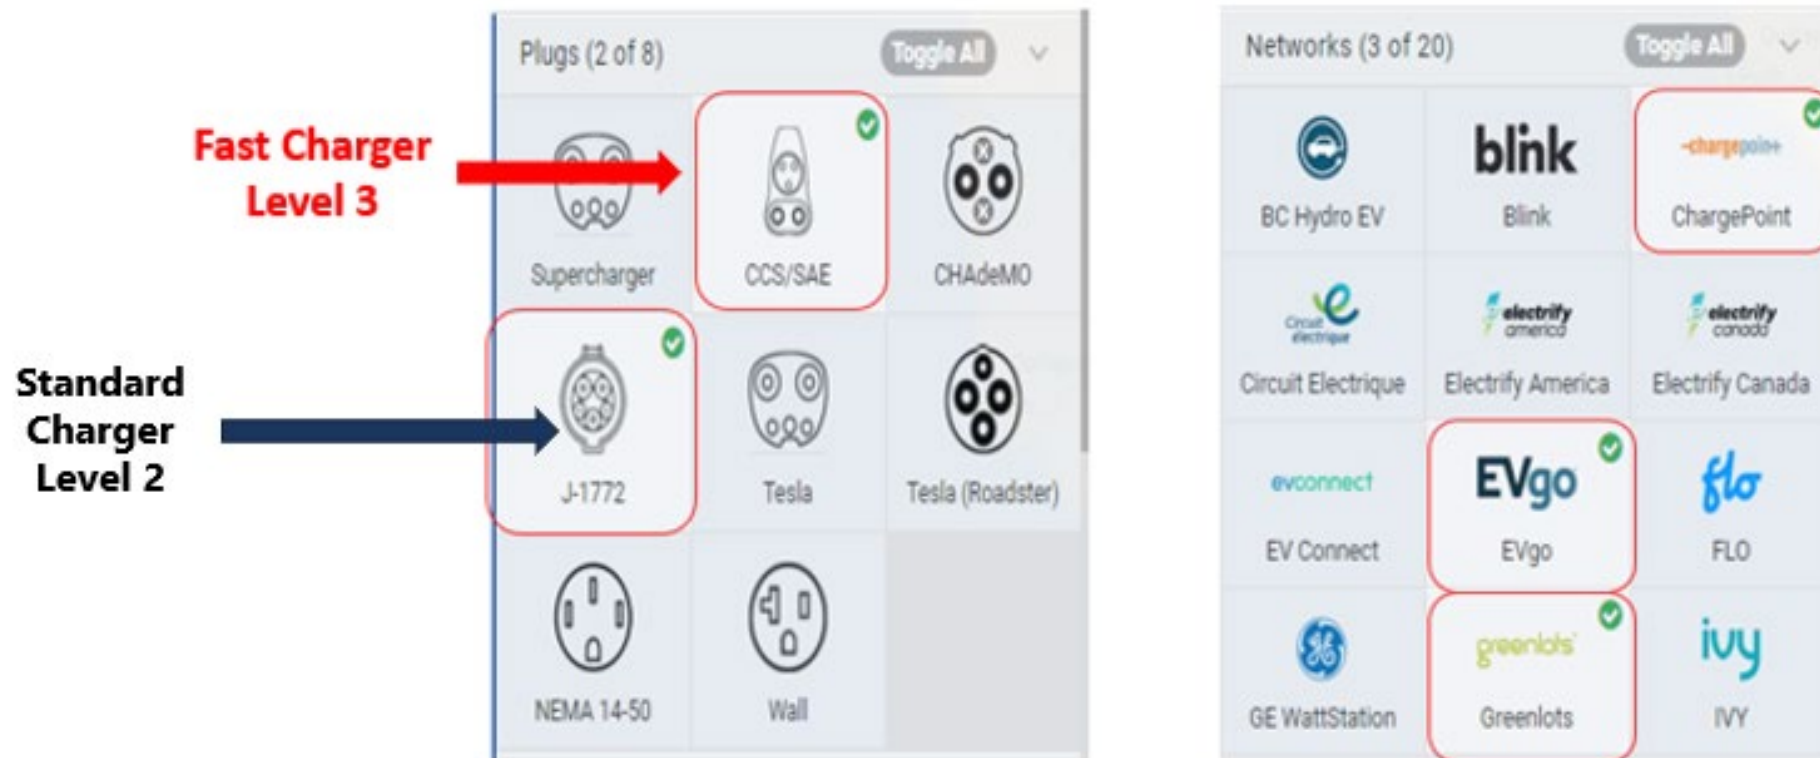 Plugs (2 of 8)
Toggle All
Fast Charger
Level 3
Supercharger
CCS/SAE
CHAdeMO
Standard
Charger
Level 2
J-1772
Tesla
Tesla (Roadster)
NEMA 14-50
Wall
Networks (3 of 20)
Toggle All
blink
-chargepoin+
BC Hydro EV
Blink
ChargePoint
Circuit
électrique
electrify
america
electrify
canada
Circuit Electrique
Electrify America
Electrify Canada
evconnect
EVgo
flo
EV Connect
EVgo
FLO
GE
greenlots
ivy
GE WattStation
Greenlots
IVY